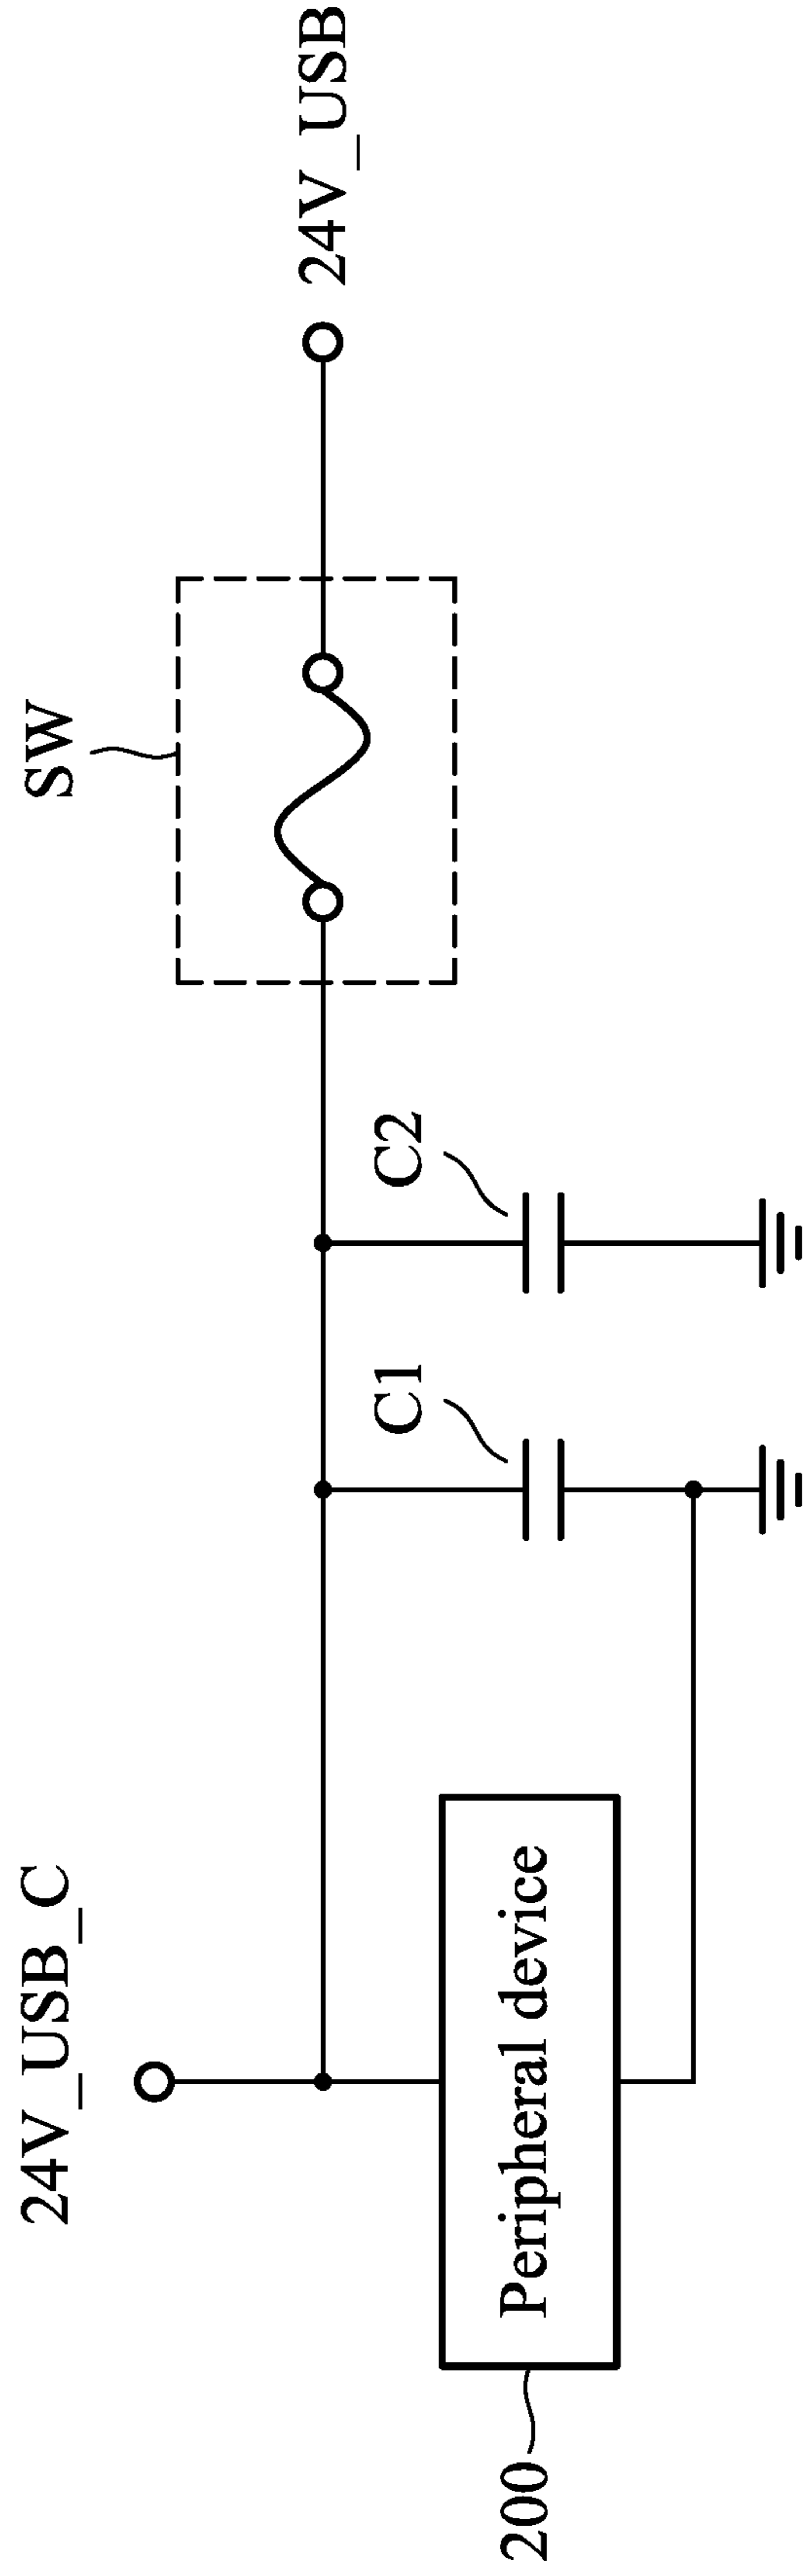 24V_USB_C
SW
24V_USB
C1
C2
Peripheral device
200